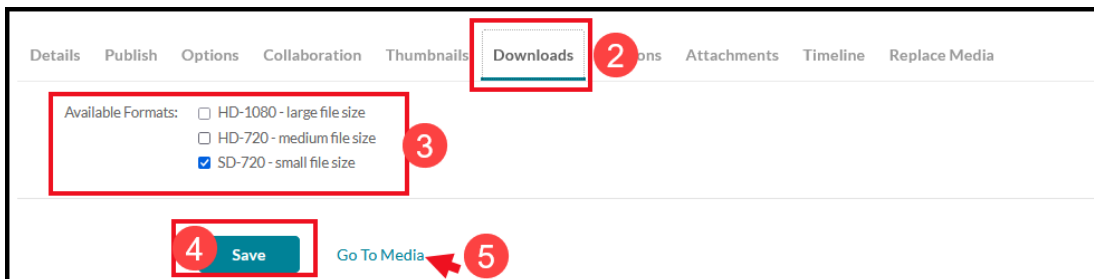 Details Publish Options Collaboration Thumbnails Downloads 2 ons Attachments Timeline Replace Media
Available Formats: HD-1080 - large file size
HD-720 - medium file size
SD-720 - small file size
3
4 Save Go To Media 5